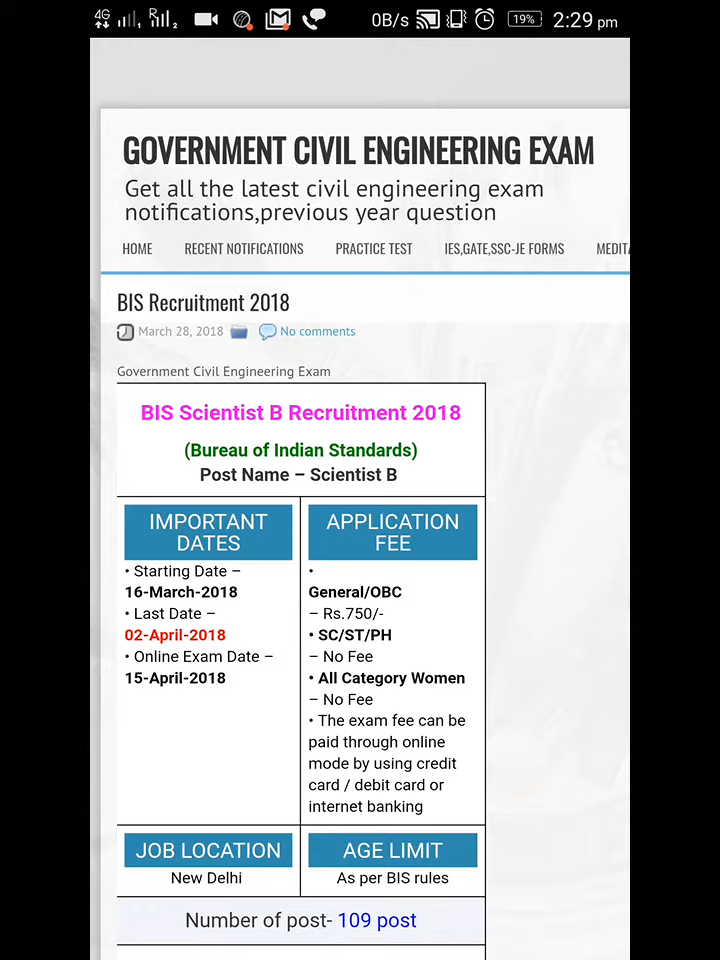 4G 1 R 2 0B/s 19% 2:29 pm
GOVERNMENT CIVIL ENGINEERING EXAM
Get all the latest civil engineering exam
notifications,previous year question
HOME RECENT NOTIFICATIONS PRACTICE TEST IES,GATE,SSC-JE FORMS MEDITA
BIS Recruitment 2018
March 28, 2018 No comments
Government Civil Engineering Exam
BIS Scientist B Recruitment 2018
(Bureau of Indian Standards)
Post Name – Scientist B
IMPORTANT
DATES
• Starting Date –
16-March-2018
• Last Date –
02-April-2018
• Online Exam Date –
15-April-2018
APPLICATION
FEE
•
General/OBC
– Rs.750/-
• SC/ST/PH
– No Fee
• All Category Women
– No Fee
• The exam fee can be
paid through online
mode by using credit
card / debit card or
internet banking
JOB LOCATION
New Delhi
AGE LIMIT
As per BIS rules
Number of post- 109 post